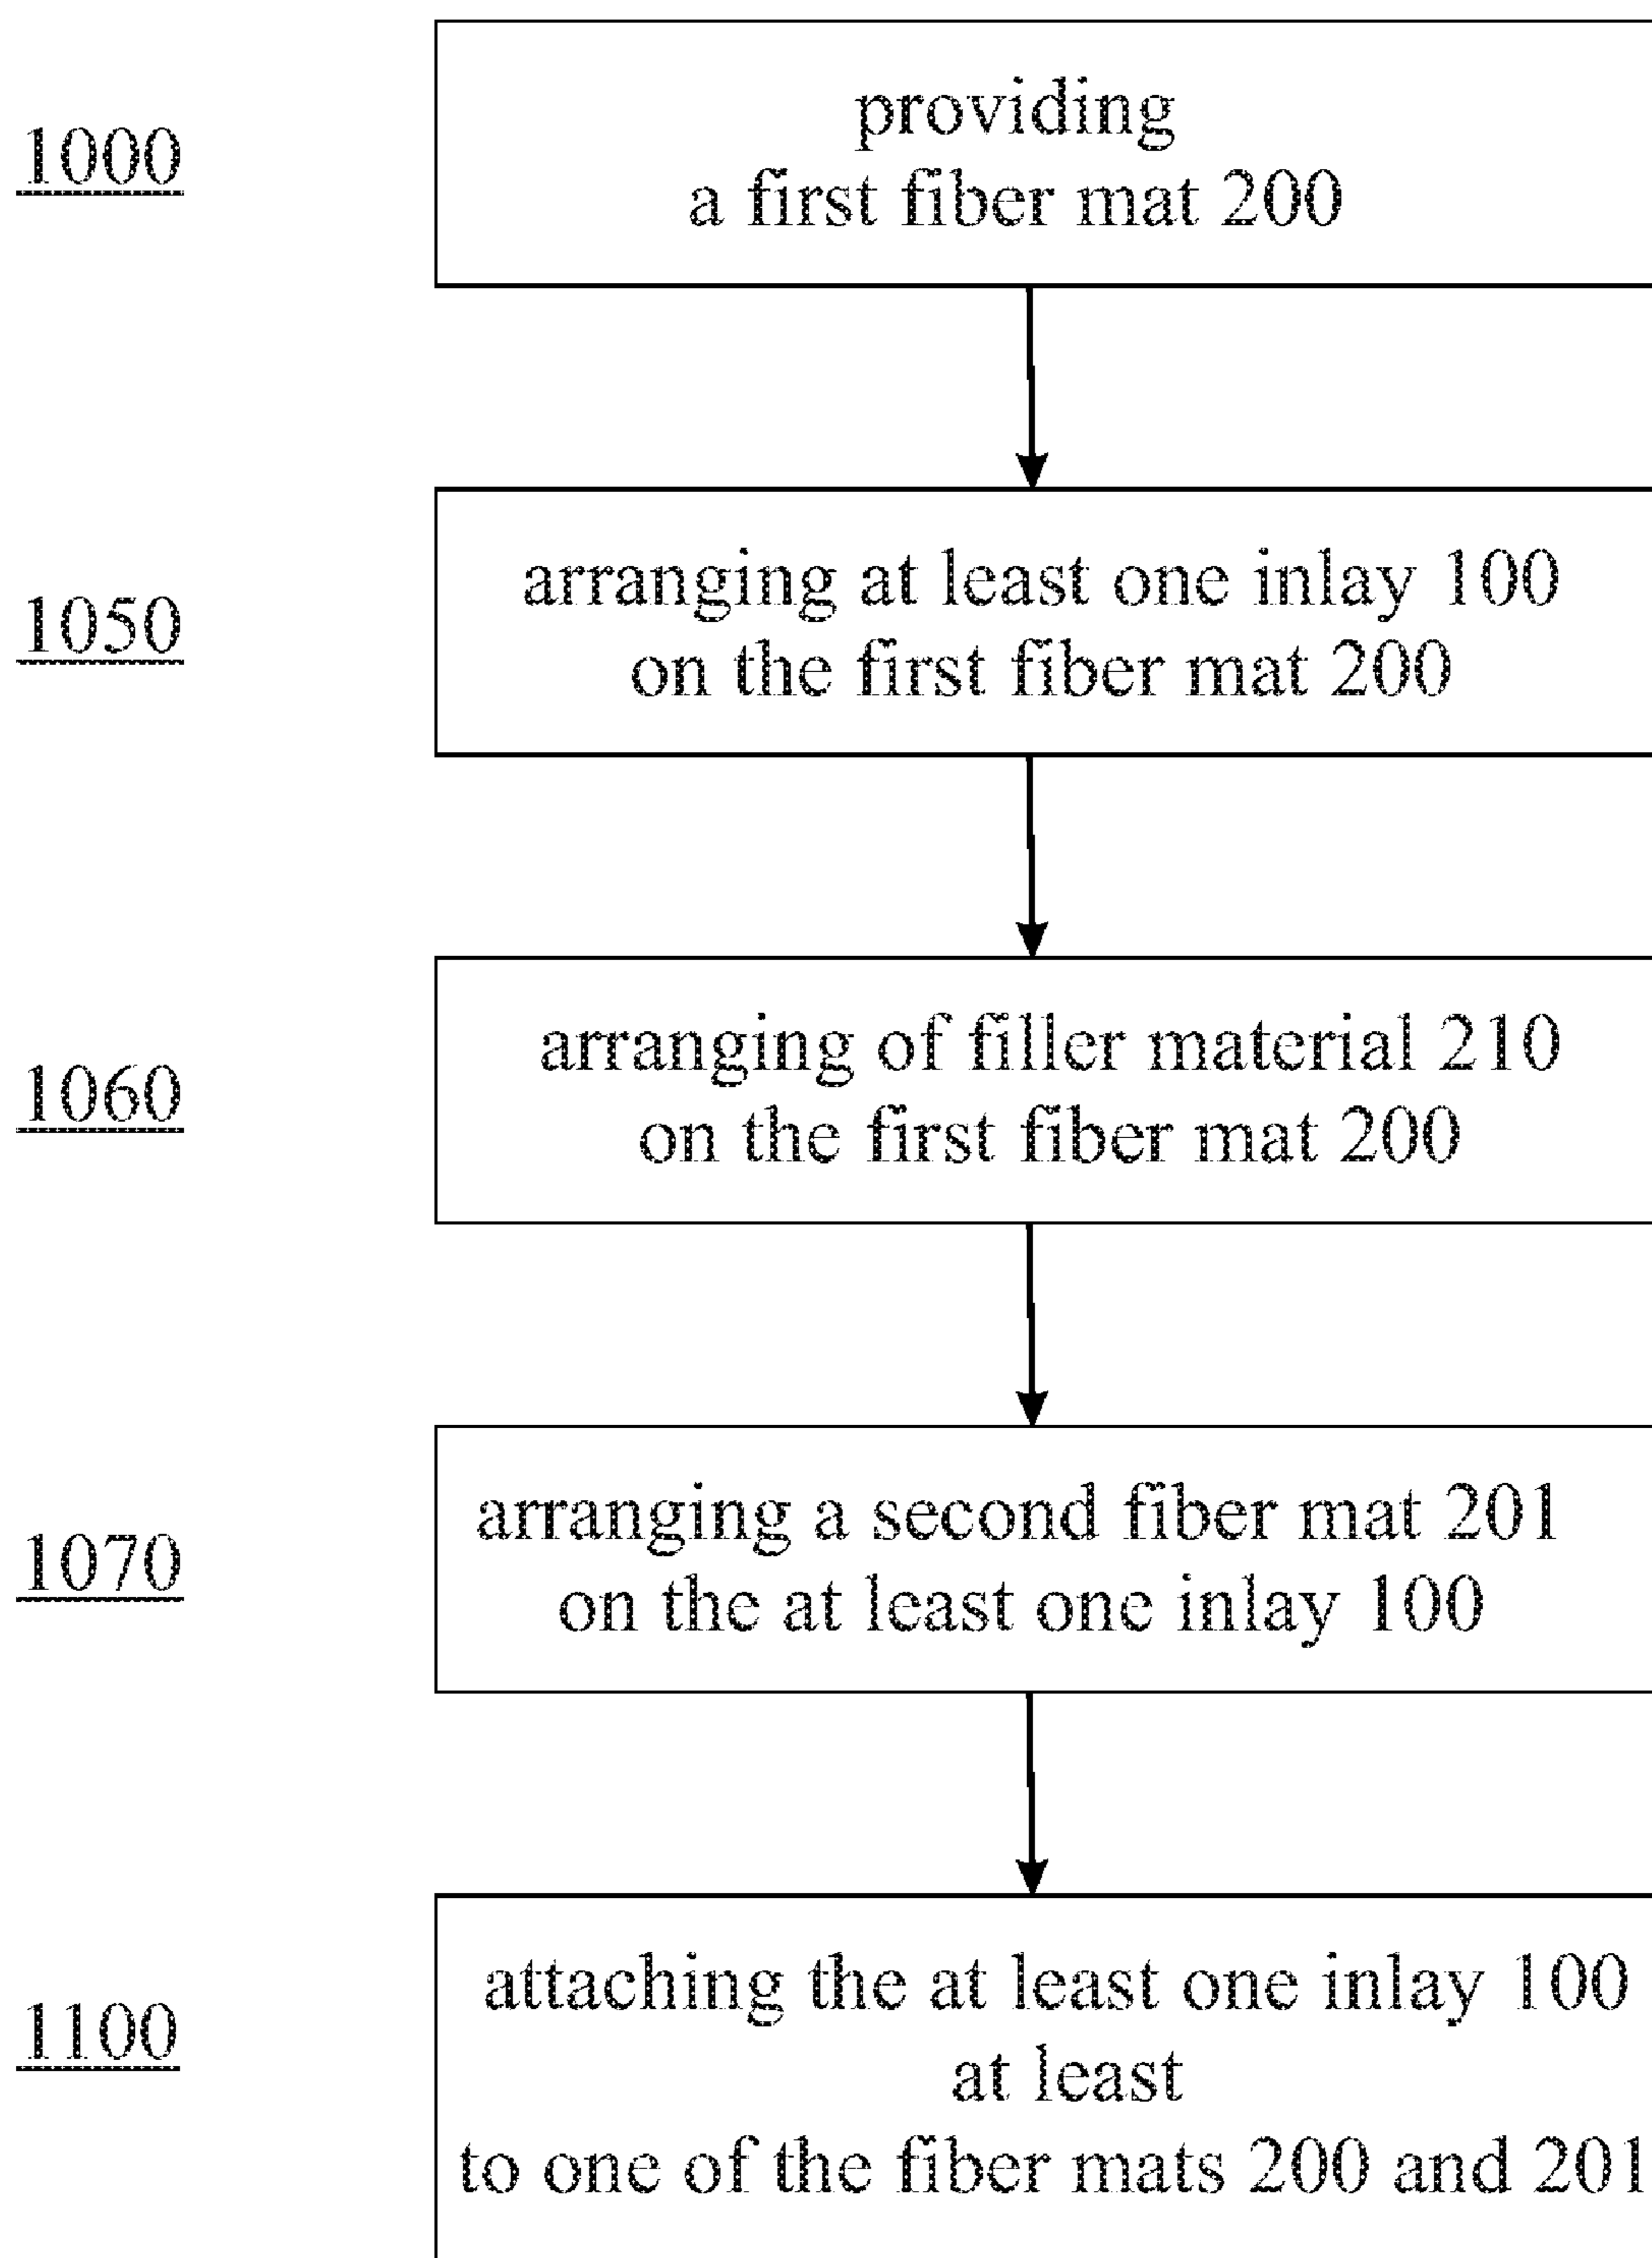 1000
providing
a first fiber mat 200
1050
arranging at least one inlay 100
on the first fiber mat 200
1060
arranging of filler material 210
on the first fiber mat 200
1070
arranging a second fiber mat 201
on the at least one inlay 100
1100
attaching the at least one inlay 100
at least
to one of the fiber mats 200 and 201